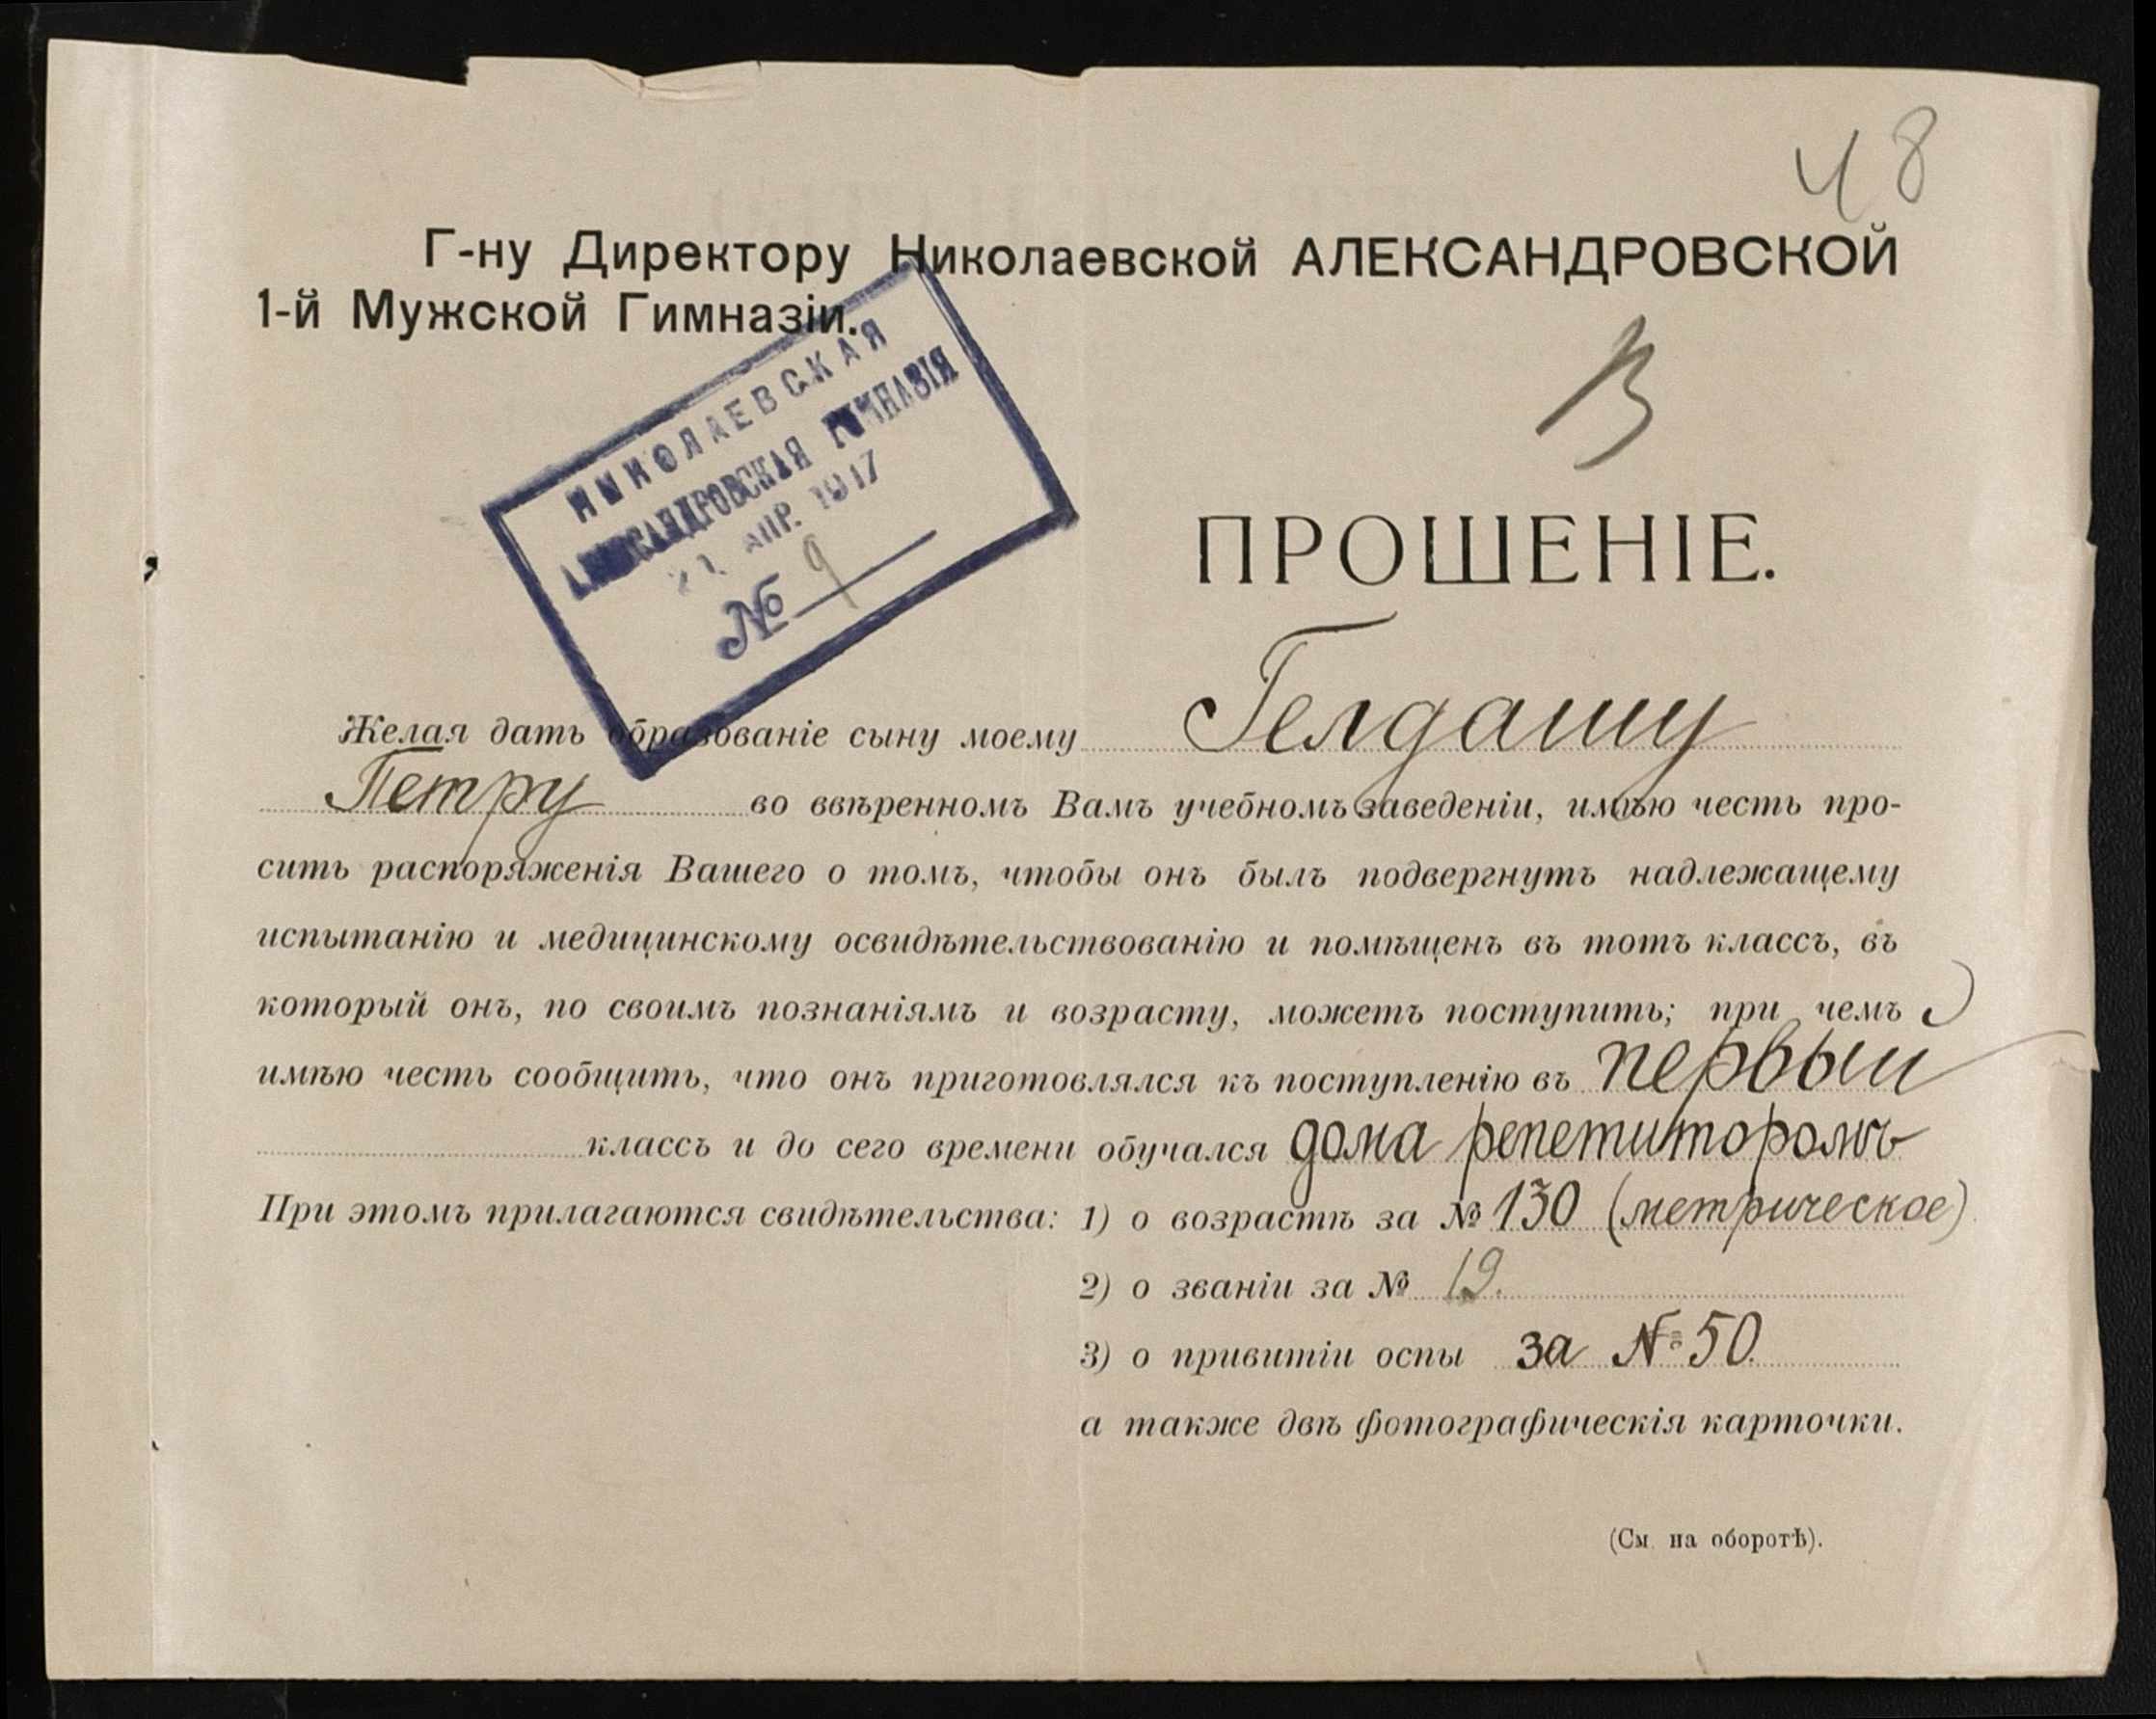 48
Г-ну Директору Николаевской АЛЕКСАНДРОВСКОЙ
1-й Мужской Гимназіи.
НИКОЛАЕВСКАЯ
АЛЕКСАНДРОВСКАЯ ГИМНАЗІЯ
АПР. 1917
№ 9
ПРОШЕНІЕ.
Желая дать образованіе сыну моему Гелдашу
Петру во ввѣренномъ Вамъ учебномъ заведеніи, имѣю честь про-
сить распоряженія Вашего о томъ, чтобы онъ былъ подвергнутъ надлежащему
испытанію и медицинскому освидѣтельствованію и помѣщенъ въ тотъ классъ, въ
который онъ, по своимъ познаніямъ и возрасту, можетъ поступить; при чемъ
имѣю честь сообщить, что онъ приготовлялся къ поступленію въ первый
классъ и до сего времени обучался дома репетиторомъ
При этомъ прилагаются свидѣтельства: 1) о возрастѣ за № 130 (метрическое)
2) о званіи за № 19.
3) о привитіи оспы за № 50.
а также двѣ фотографическія карточки.
(См. на оборотѣ).